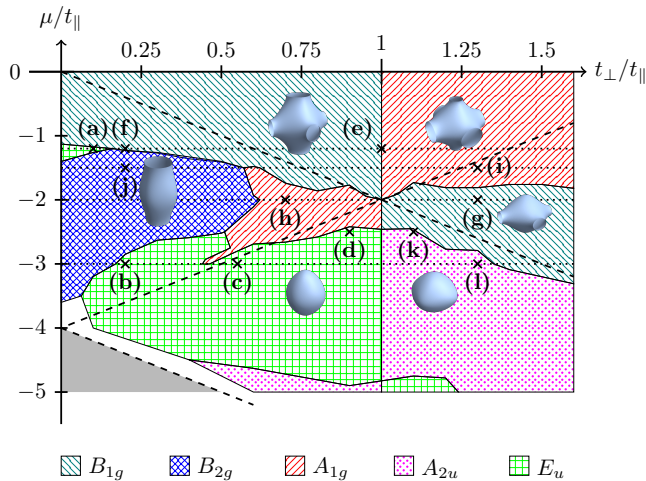 μ/t∥
0.25 0.5 0.75 1 1.25 1.5 t⊥/t∥
0
−1
(a) (f) (e)
(j) (i)
−2
(h) (g)
(d) (k)
−3
(b) (c) (l)
−4
−5
B1g B2g A1g A2u Eu